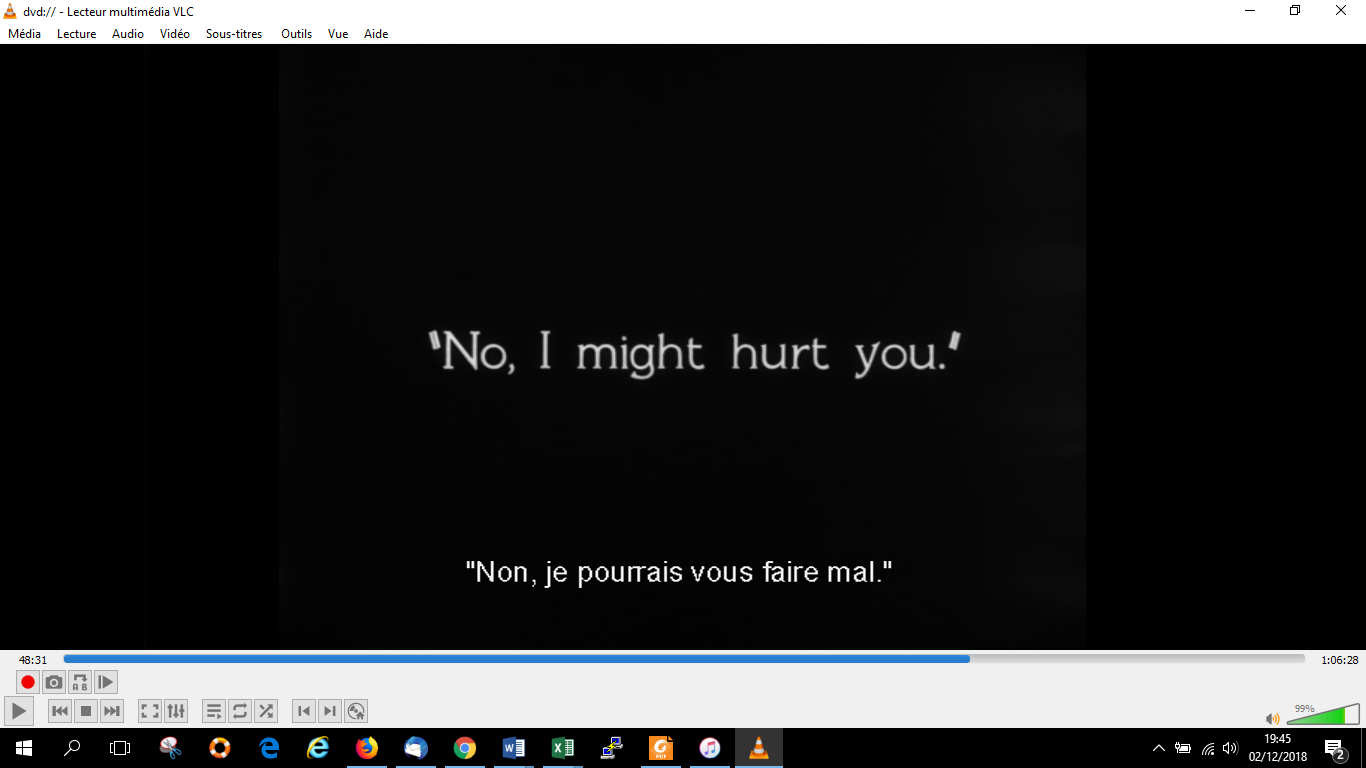 dvd:// - Lecteur multimédia VLC
Média Lecture Audio Vidéo Sous-titres Outils Vue Aide
"No, I might hurt you."
"Non, je pourrais vous faire mal."
48:31 1:06:28
A B
99%
W X PDF 19:45
02/12/2018 2